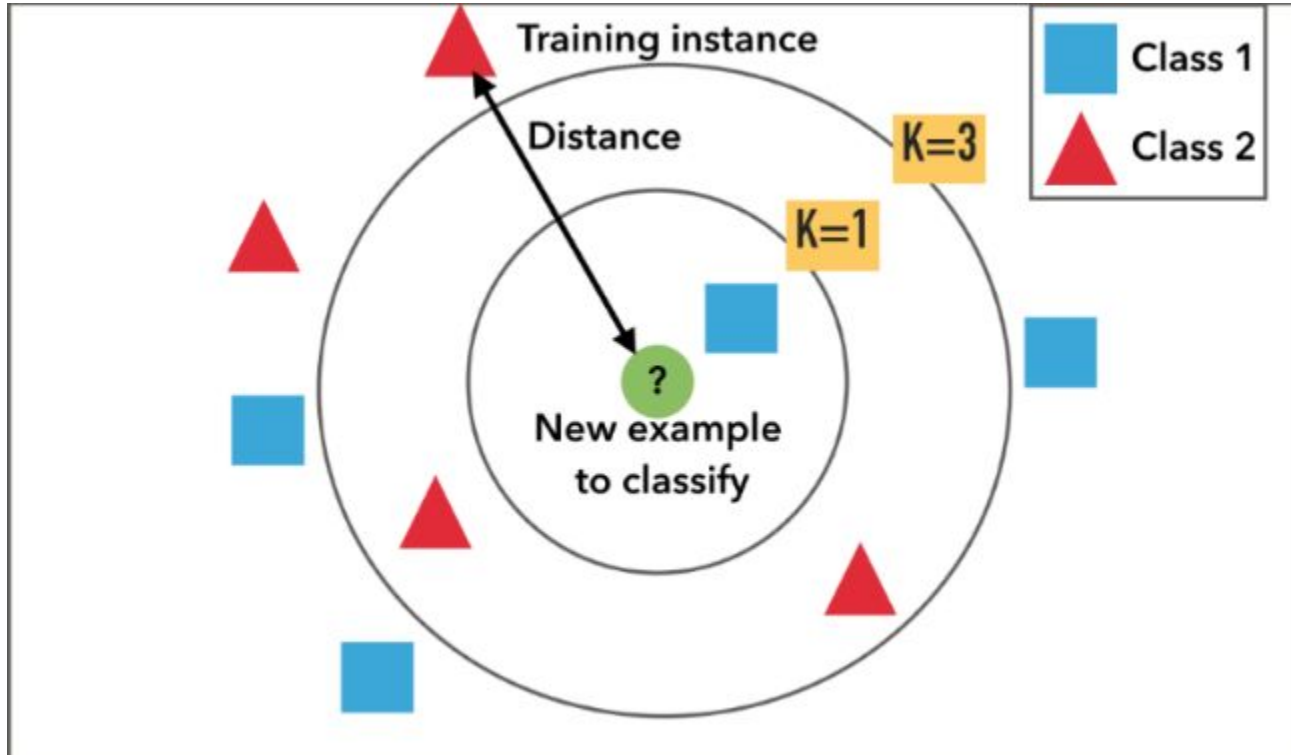 Training instance
Class 1
Distance
K=3
Class 2
K=1
?
New example
to classify